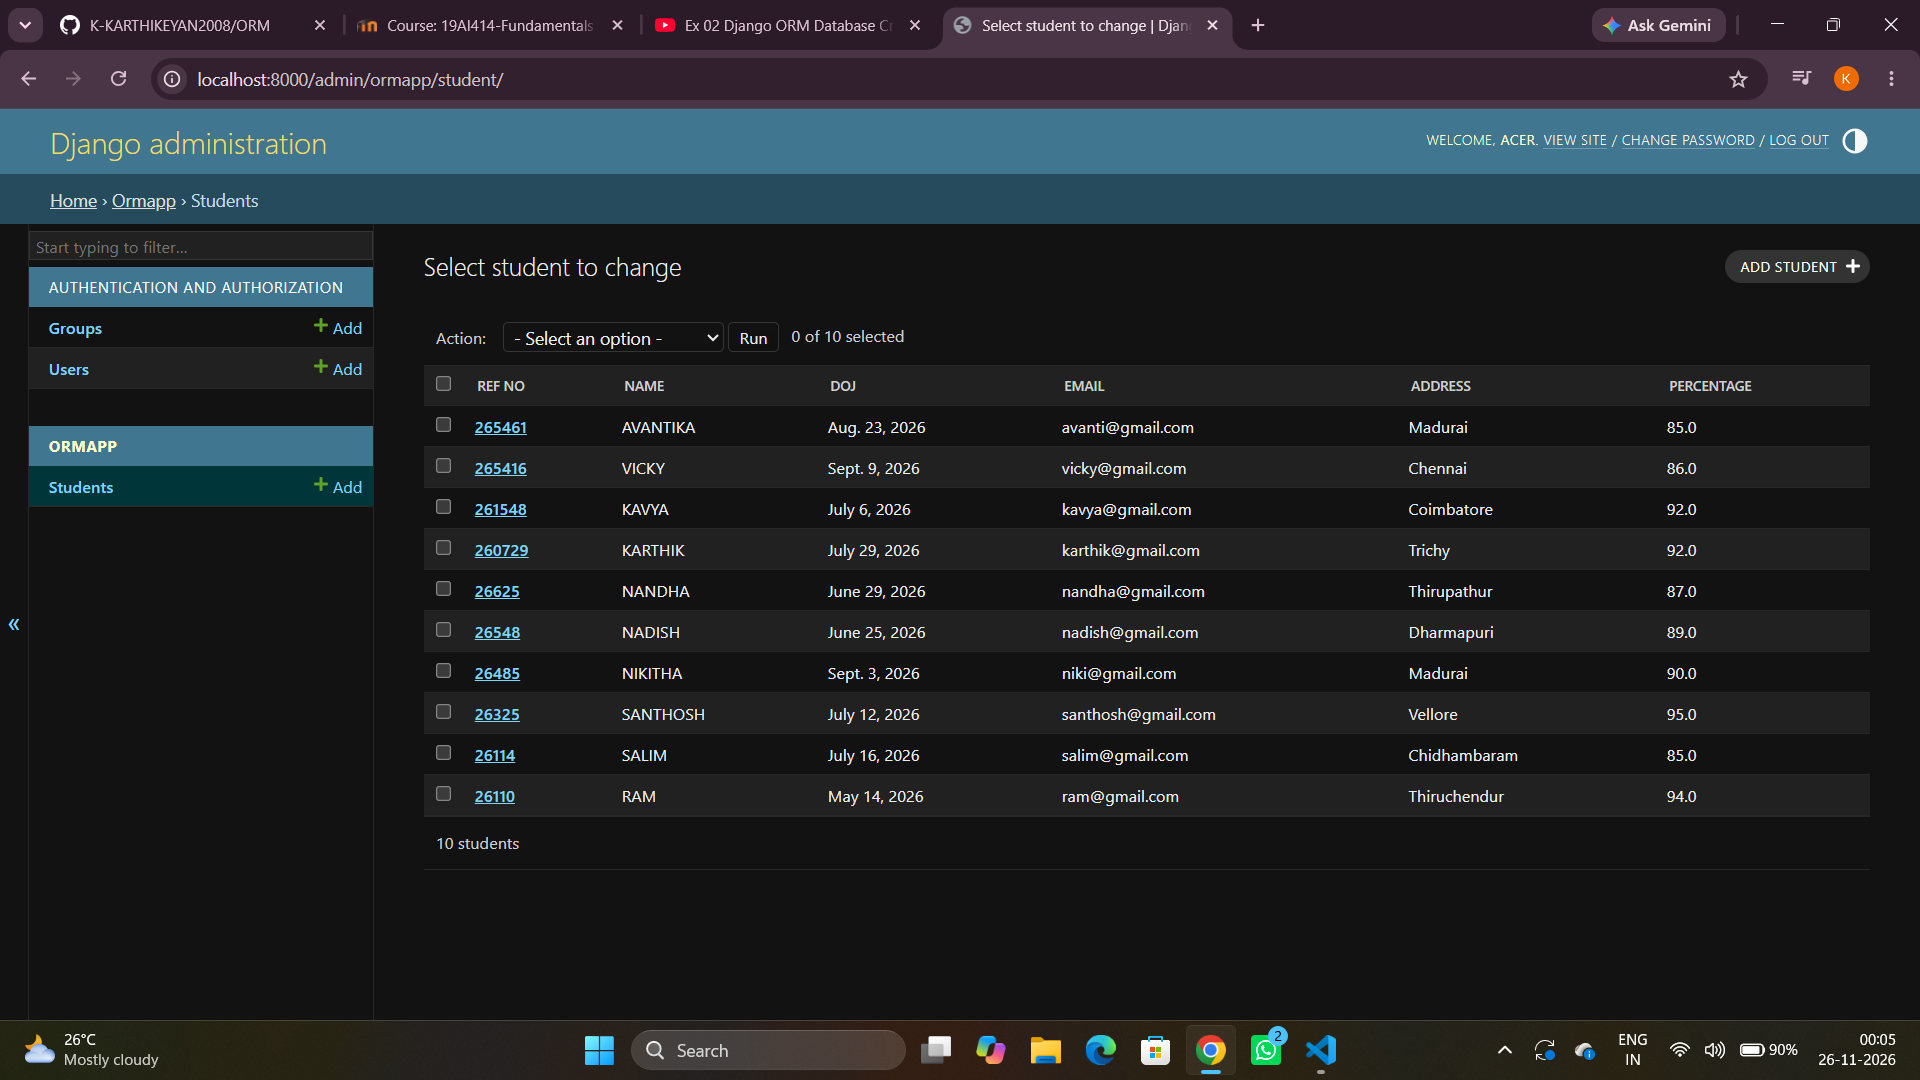 K-KARTHIKEYAN2008/ORM
Course: 19AI414-Fundamentals
Ex 02 Django ORM Database Cr
Select student to change | Djan
Ask Gemini
localhost:8000/admin/ormapp/student/
K
Django administration
WELCOME, ACER. VIEW SITE / CHANGE PASSWORD / LOG OUT
Home › Ormapp › Students
Start typing to filter...
AUTHENTICATION AND AUTHORIZATION
Groups + Add
Users + Add
ORMAPP
Students + Add
«
Select student to change
ADD STUDENT +
Action: - Select an option - Run 0 of 10 selected
REF NO NAME DOJ EMAIL ADDRESS PERCENTAGE
265461 AVANTIKA Aug. 23, 2026 avanti@gmail.com Madurai 85.0
265416 VICKY Sept. 9, 2026 vicky@gmail.com Chennai 86.0
261548 KAVYA July 6, 2026 kavya@gmail.com Coimbatore 92.0
260729 KARTHIK July 29, 2026 karthik@gmail.com Trichy 92.0
26625 NANDHA June 29, 2026 nandha@gmail.com Thirupathur 87.0
26548 NADISH June 25, 2026 nadish@gmail.com Dharmapuri 89.0
26485 NIKITHA Sept. 3, 2026 niki@gmail.com Madurai 90.0
26325 SANTHOSH July 12, 2026 santhosh@gmail.com Vellore 95.0
26114 SALIM July 16, 2026 salim@gmail.com Chidhambaram 85.0
26110 RAM May 14, 2026 ram@gmail.com Thiruchendur 94.0
10 students
26°C
Mostly cloudy
Search
2
ENG
IN
90%
00:05
26-11-2026